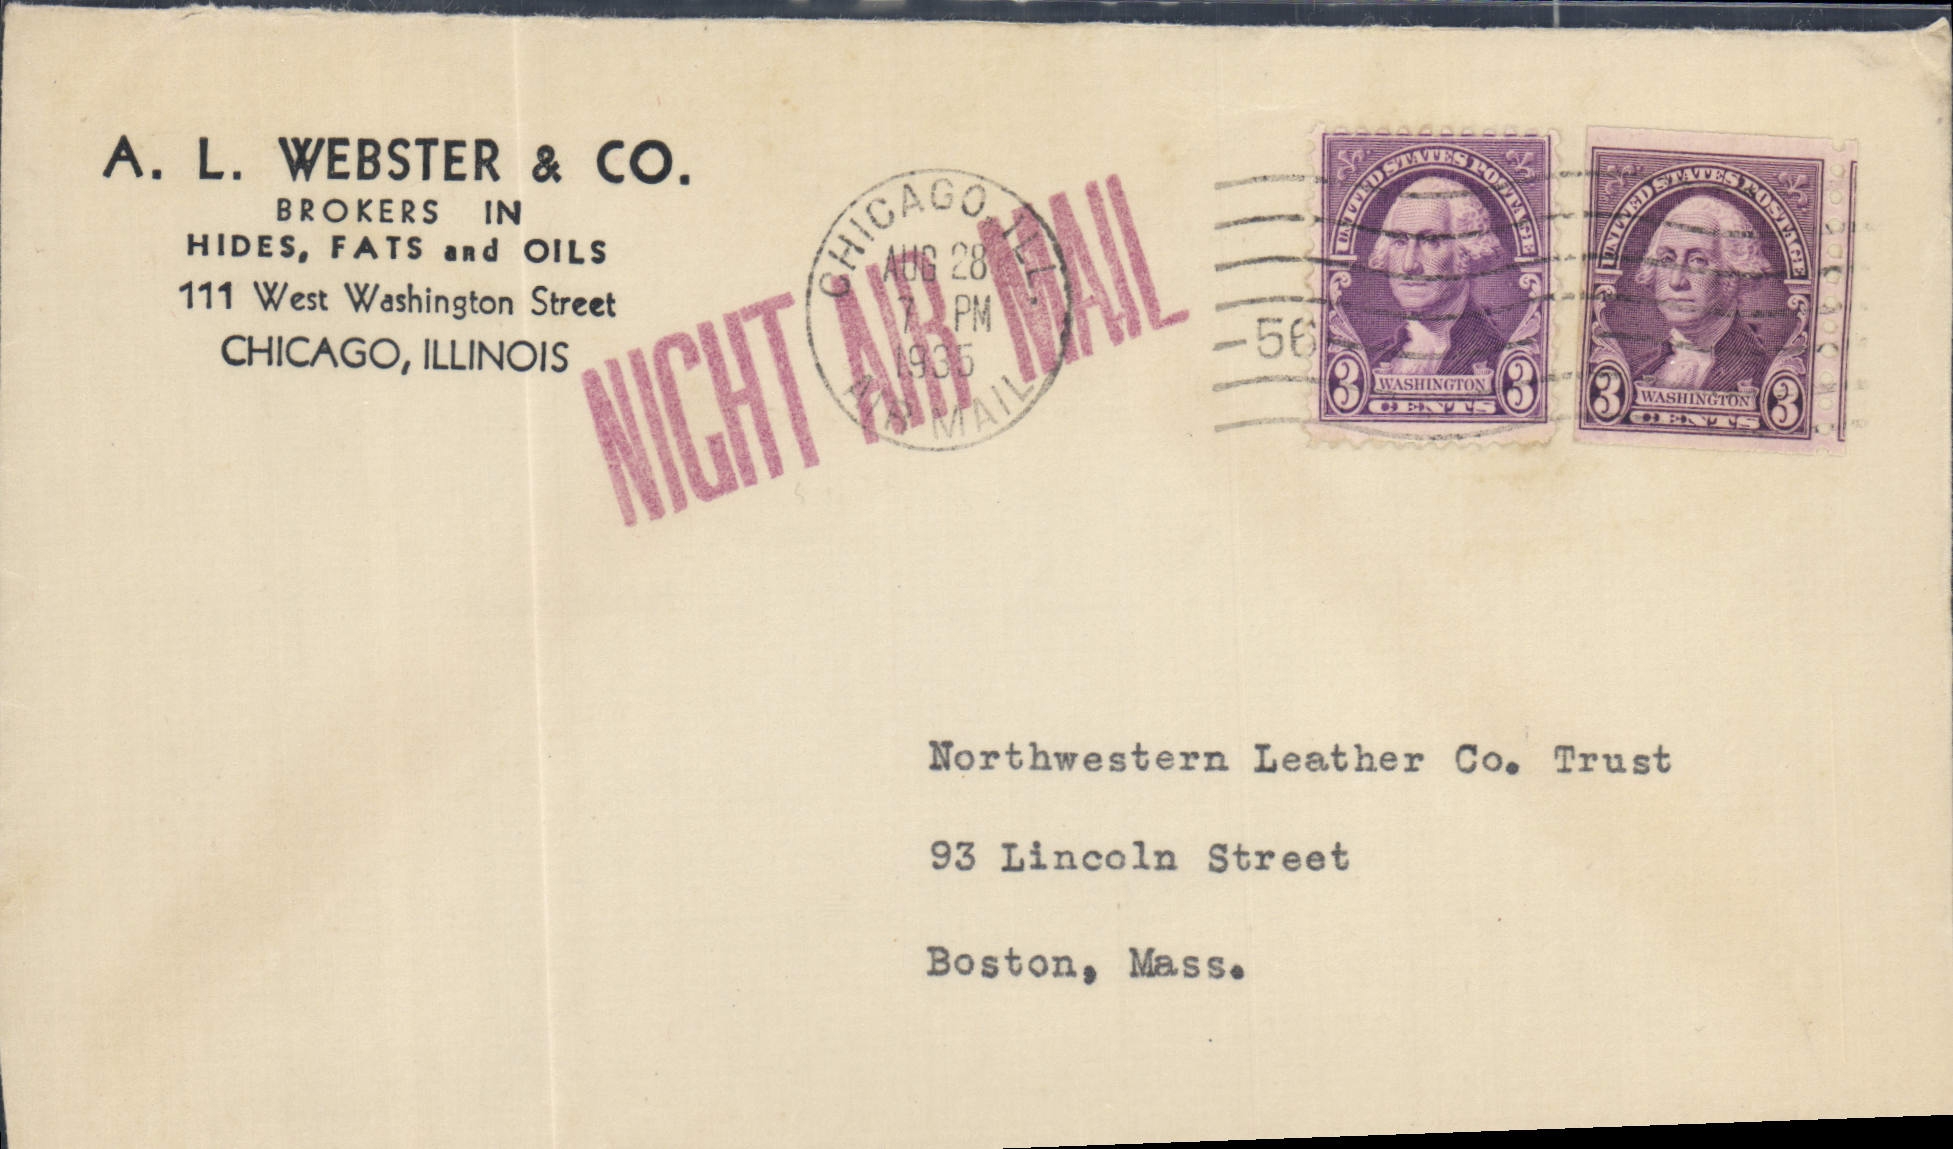 A. L. WEBSTER & CO.
BROKERS IN
HIDES, FATS and OILS
111 West Washington Street
CHICAGO, ILLINOIS
NIGHT AIR MAIL
CHICAGO, ILL.
AUG 28
7 PM
1935
AIR MAIL
56
UNITED STATES POSTAGE
3 WASHINGTON 3
CENTS
UNITED STATES POSTAGE
3 WASHINGTON 3
CENTS
Northwestern Leather Co. Trust
93 Lincoln Street
Boston, Mass.